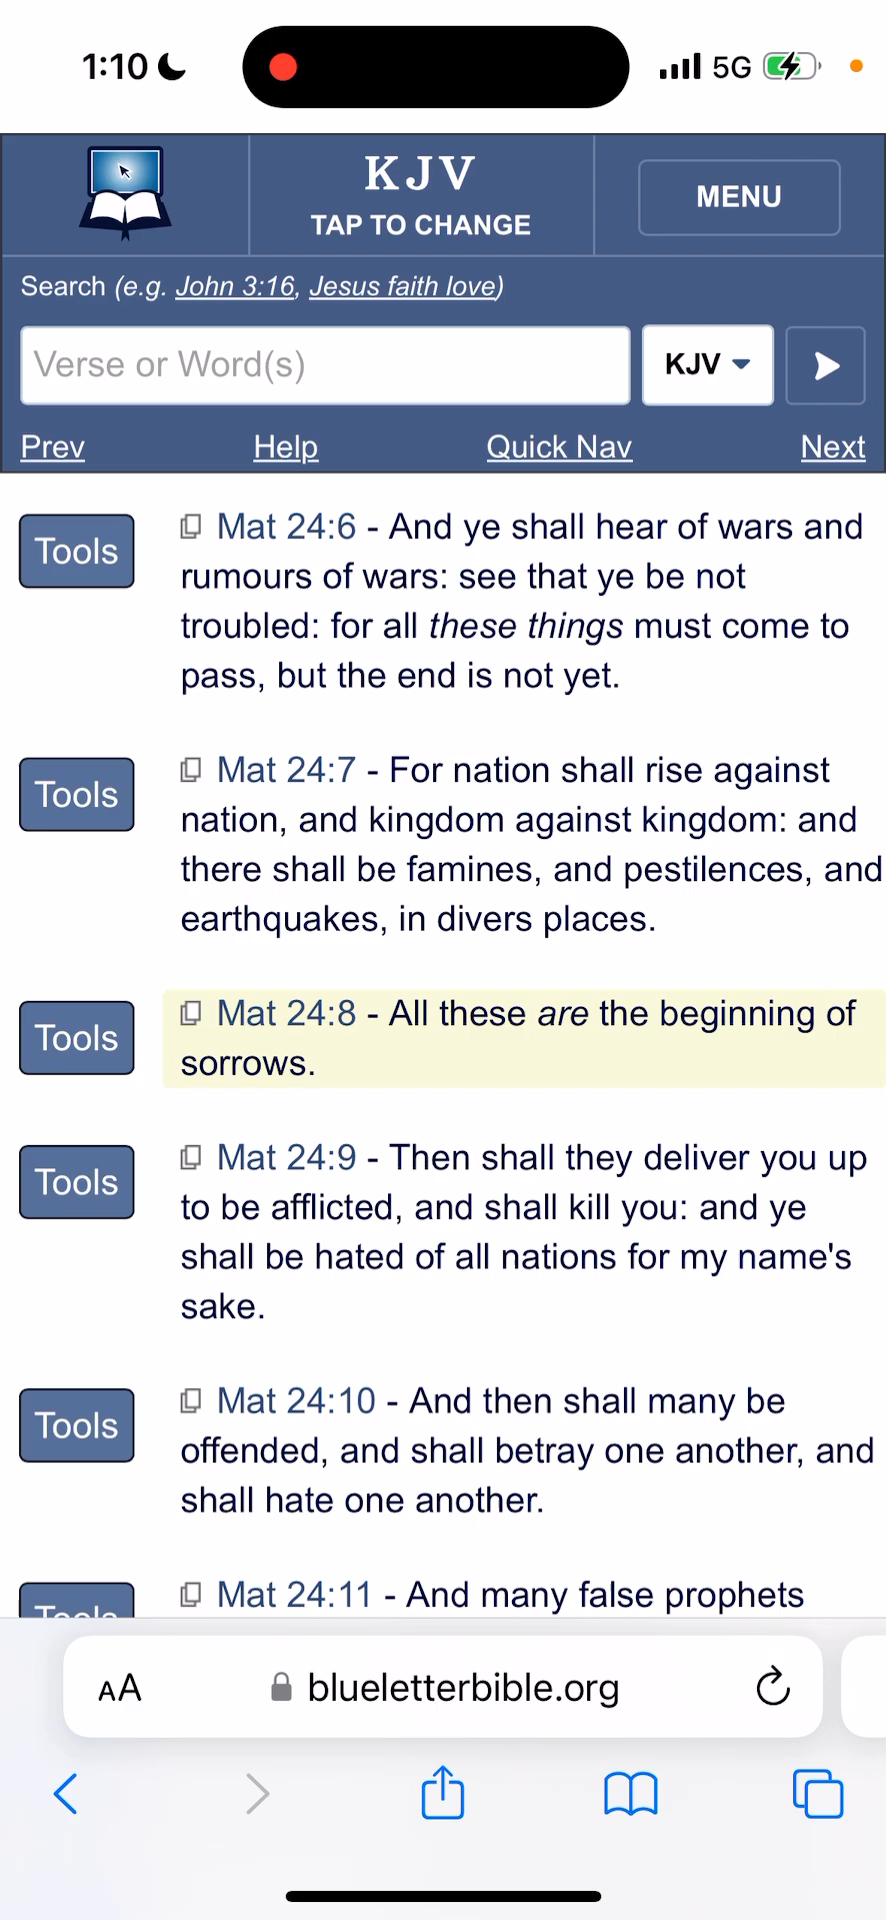 1:10
5G
KJV
TAP TO CHANGE
MENU
Search (e.g. John 3:16, Jesus faith love)
Verse or Word(s)
KJV
Prev
Help
Quick Nav
Next
Tools
Mat 24:6 - And ye shall hear of wars and
rumours of wars: see that ye be not
troubled: for all these things must come to
pass, but the end is not yet.
Tools
Mat 24:7 - For nation shall rise against
nation, and kingdom against kingdom: and
there shall be famines, and pestilences, and
earthquakes, in divers places.
Tools
Mat 24:8 - All these are the beginning of
sorrows.
Tools
Mat 24:9 - Then shall they deliver you up
to be afflicted, and shall kill you: and ye
shall be hated of all nations for my name's
sake.
Tools
Mat 24:10 - And then shall many be
offended, and shall betray one another, and
shall hate one another.
Tools
Mat 24:11 - And many false prophets
AA
blueletterbible.org